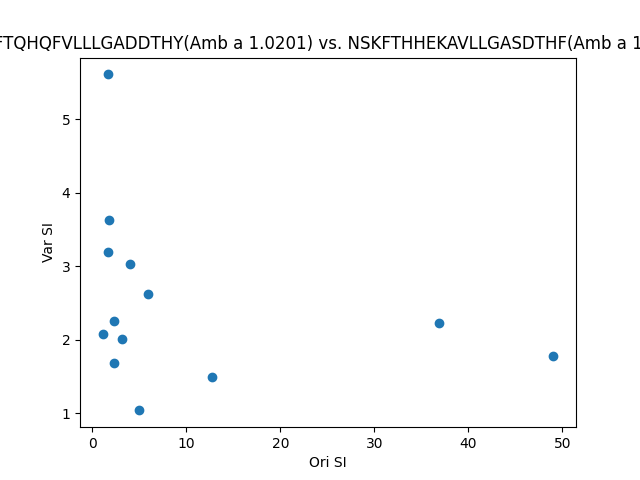 FTQHQFVLLLGADDTHY(Amb a 1.0201) vs. NSKFTHHEKAVLLGASDTHF(Amb a 1
5
4
3
2
1
Var SI
0 10 20 30 40 50
Ori SI